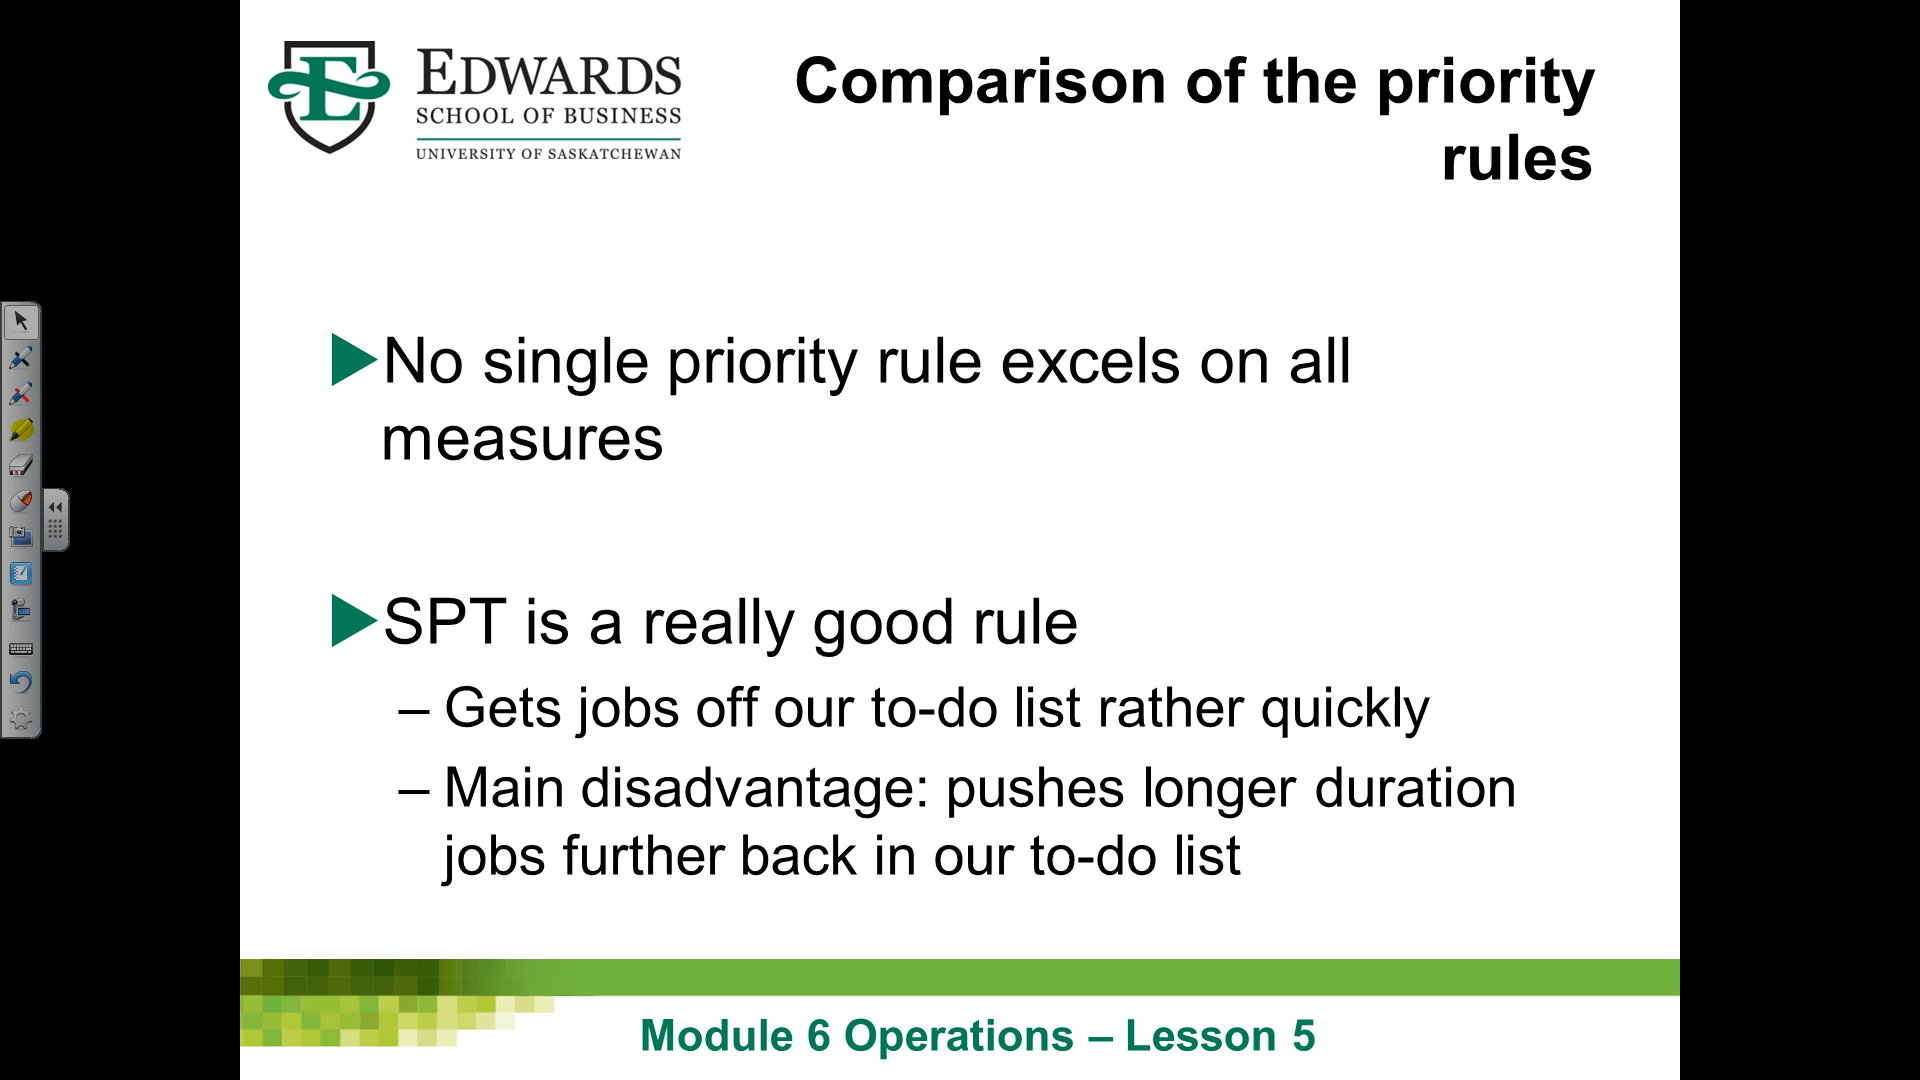 EDWARDS
SCHOOL OF BUSINESS
UNIVERSITY OF SASKATCHEWAN
Comparison of the priority
rules
No single priority rule excels on all
measures
SPT is a really good rule
– Gets jobs off our to-do list rather quickly
– Main disadvantage: pushes longer duration
jobs further back in our to-do list
Module 6 Operations – Lesson 5